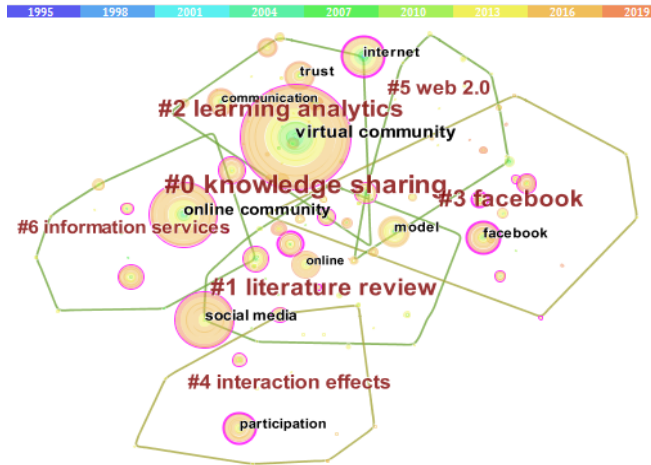 1995 1998 2001 2004 2007 2010 2013 2016 2019
internet
trust
#5 web 2.0
communication
#2 learning analytics
virtual community
#0 knowledge sharing
#3 facebook
online community
#6 information services
model
facebook
online
#1 literature review
social media
#4 interaction effects
participation